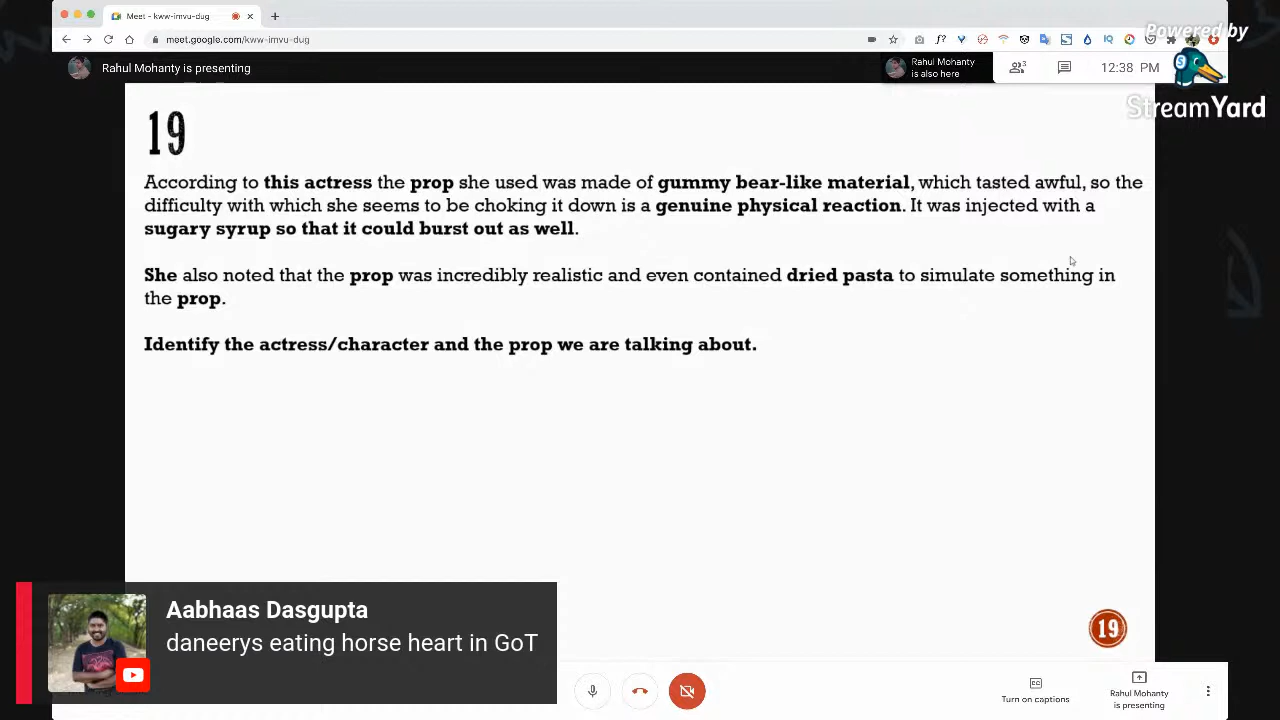 Meet - kww-imvu-dug
meet.google.com/kww-imvu-dug
Powered by
Rahul Mohanty is presenting
Rahul Mohanty
is also here
3
12:38 PM
StreamYard
19
According to this actress the prop she used was made of gummy bear-like material, which tasted awful, so the
difficulty with which she seems to be choking it down is a genuine physical reaction. It was injected with a
sugary syrup so that it could burst out as well.
She also noted that the prop was incredibly realistic and even contained dried pasta to simulate something in
the prop.
Identify the actress/character and the prop we are talking about.
Aabhaas Dasgupta
daneerys eating horse heart in GoT
19
Turn on captions
Rahul Mohanty
is presenting